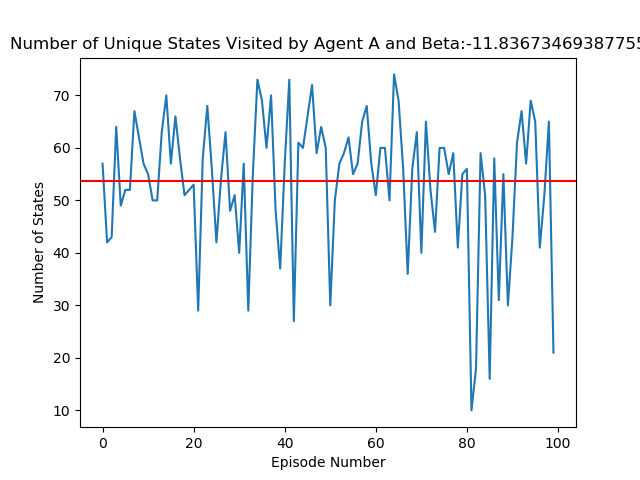 Number of Unique States Visited by Agent A and Beta:-11.83673469387755
70
60
50
40
30
20
10
Number of States
0 20 40 60 80 100
Episode Number